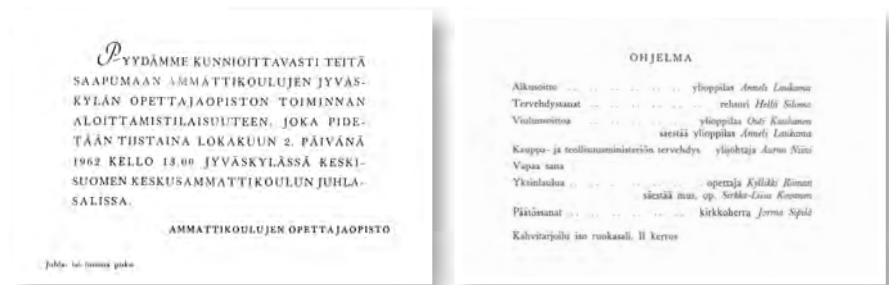 PYYDÄMME KUNNIOITTAVASTI TEITÄ
SAAPUMAAN AMMATTIKOULUJEN JYVÄS-
KYLÄN OPETTAJAOPISTON TOIMINNAN
ALOITTAMISTILAISUUTEEN, JOKA PIDE-
TÄÄN TIISTAINA LOKAKUUN 2. PÄIVÄNÄ
1962 KELLO 13.00 JYVÄSKYLÄSSÄ KESKI-
SUOMEN KESKUSAMMATTIKOULUN JUHLA-
SALISSA.
AMMATTIKOULUJEN OPETTAJAOPISTO
Juhla- tai tumma puku
OHJELMA
Alkusoitto .. .. .. .. .. .. ylioppilas Anneli Laukama
Tervehdyssanat .. .. .. .. .. rehtori Hellä Siloma
Viulunsoittoa ylioppilas Outi Kauhanen
säestää ylioppilas Anneli Laukama
Kauppa- ja teollisuusministeriön tervehdys ylijohtaja Aarno Niini
Vapaa sana
Yksinlaulua .. .. .. .. opettaja Kyllikki Riman
säestää mus. op. Sirkka-Liisa
Päätössanat .. .. .. .. .. kirkkoherra Jorma Sipilä
Kahvitarjoilu iso ruokasali, II kerros